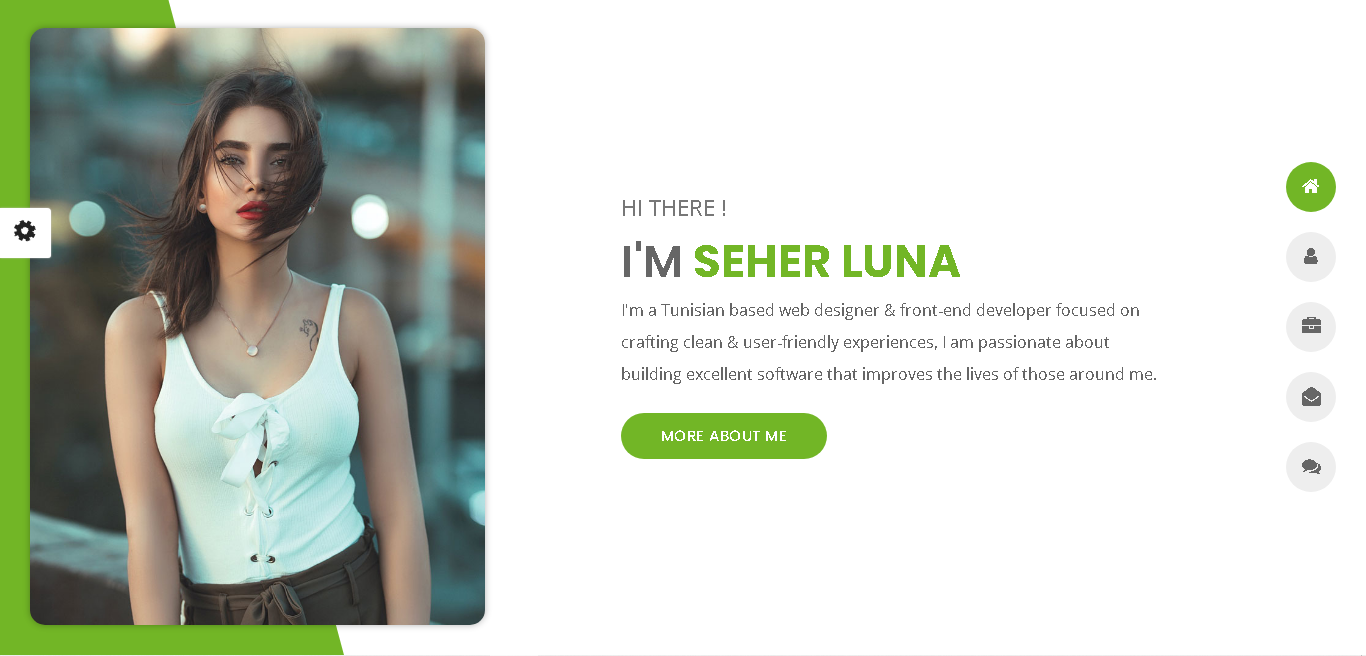 HI THERE !
I'M SEHER LUNA
I'm a Tunisian based web designer & front-end developer focused on
crafting clean & user-friendly experiences, I am passionate about
building excellent software that improves the lives of those around me.
MORE ABOUT ME